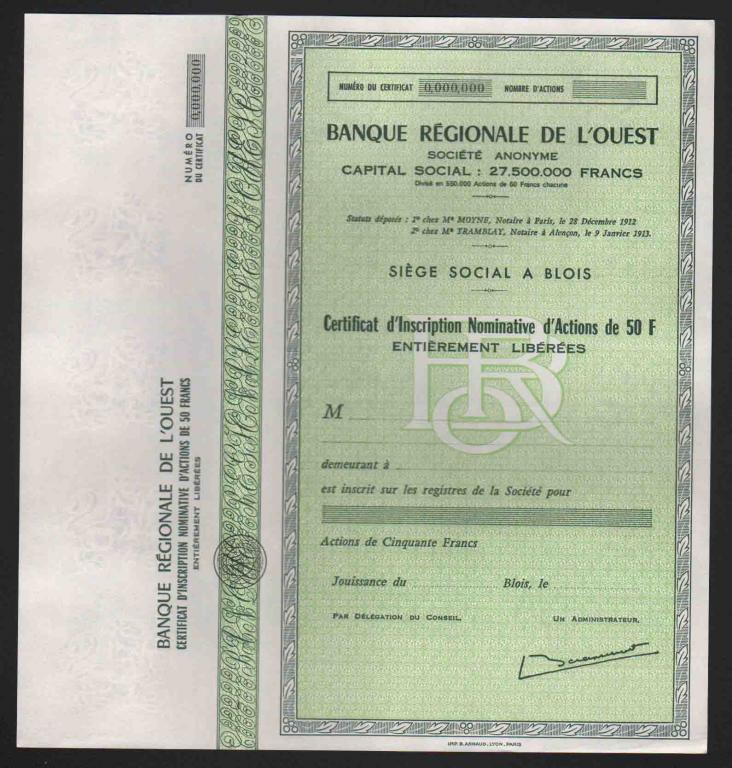 NUMÉRO
DU CERTIFICAT 0,000,000
BANQUE RÉGIONALE DE L'OUEST
CERTIFICAT D'INSCRIPTION NOMINATIVE D'ACTIONS DE 50 FRANCS
ENTIÈREMENT LIBÉRÉES
NUMÉRO DU CERTIFICAT 0,000,000 NOMBRE D'ACTIONS
BANQUE RÉGIONALE DE L'OUEST
SOCIÉTÉ ANONYME
CAPITAL SOCIAL : 27.500.000 FRANCS
Divisé en 550.000 Actions de 50 Francs chacune
Statuts déposés : 1º chez Mᵉ MOYNE, Notaire à Paris, le 28 Décembre 1912
2º chez Mᵉ TRAMBLAY, Notaire à Alençon, le 9 Janvier 1913.
SIÈGE SOCIAL A BLOIS
Certificat d'Inscription Nominative d'Actions de 50 F
ENTIÈREMENT LIBÉRÉES
BRO
M
demeurant à
est inscrit sur les registres de la Société pour
Actions de Cinquante Francs
Jouissance du Blois, le
PAR DÉLÉGATION DU CONSEIL. UN ADMINISTRATEUR,
IMP. B. ARNAUD, LYON, PARIS